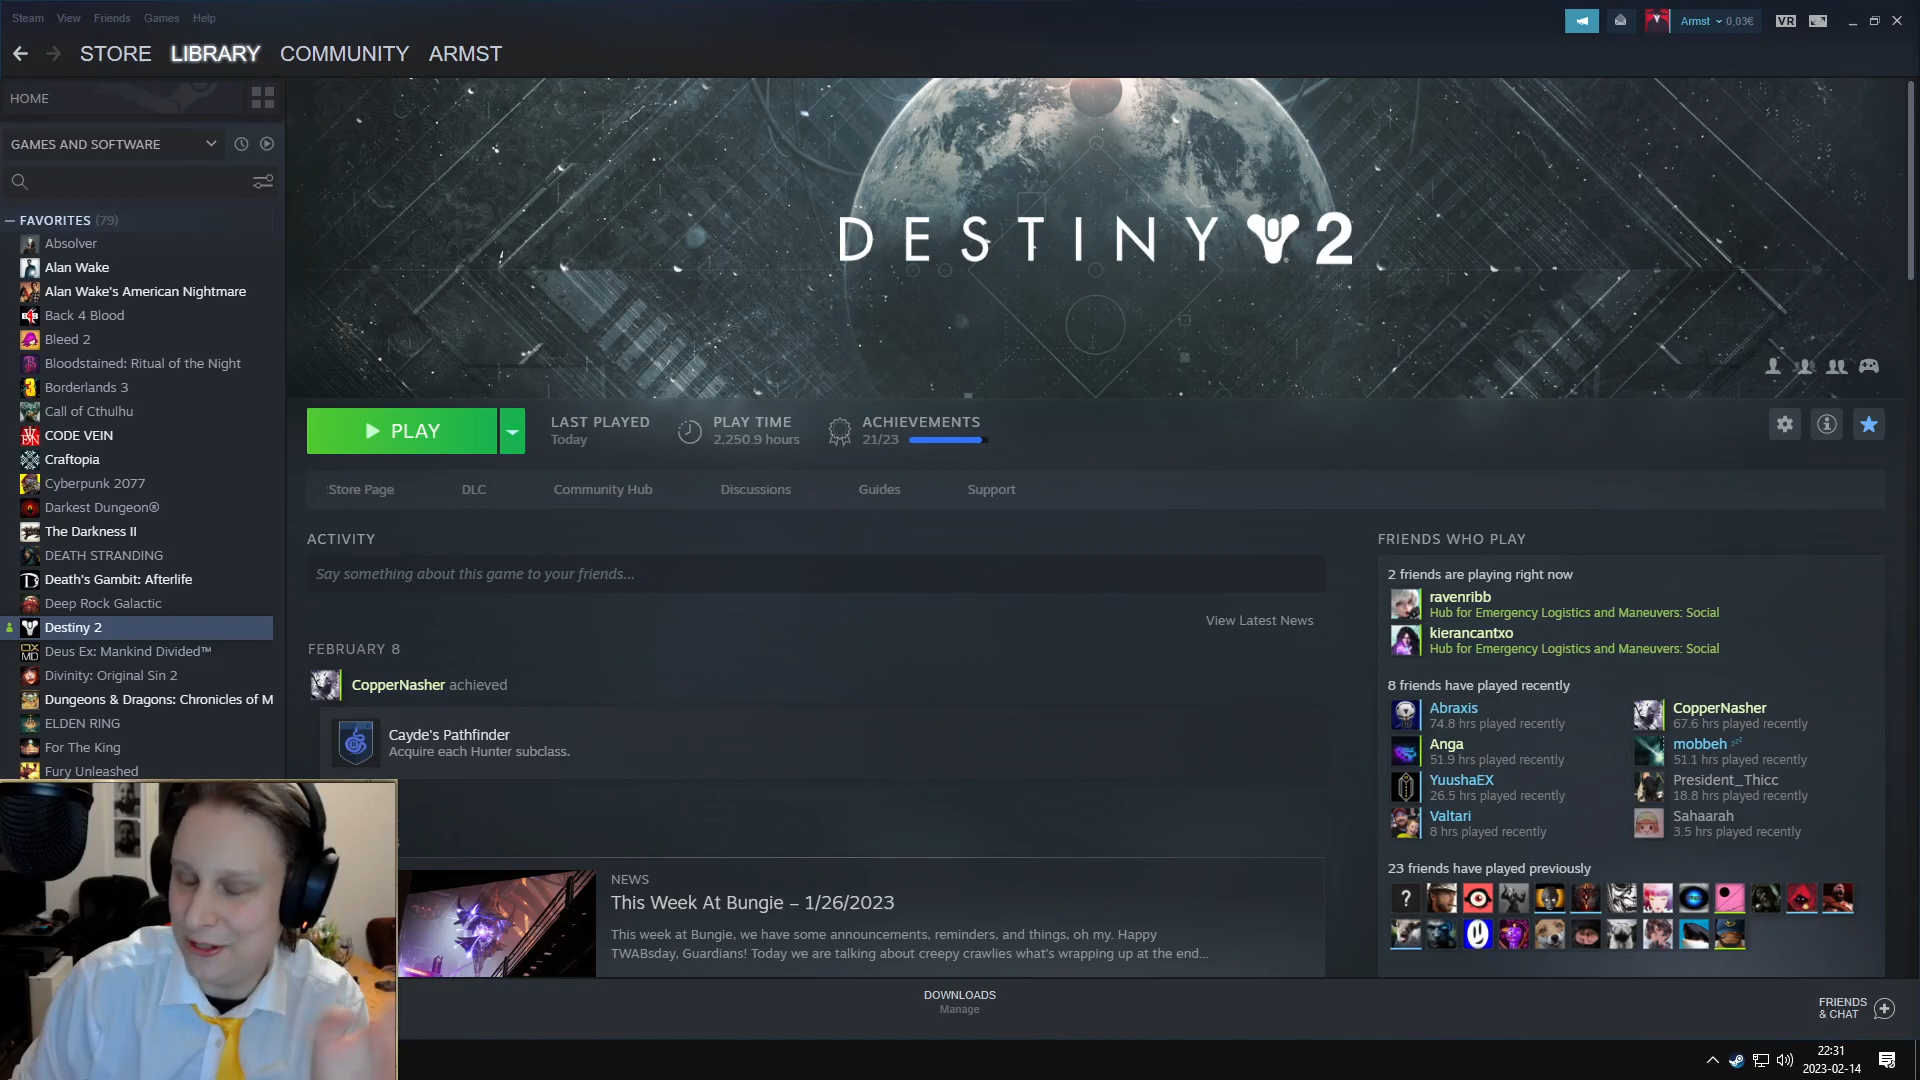 Steam View Friends Games Help
Armst 0,03€
VR
STORE LIBRARY COMMUNITY ARMST
HOME
GAMES AND SOFTWARE
FAVORITES (79)
Absolver
Alan Wake
Alan Wake's American Nightmare
Back 4 Blood
Bleed 2
Bloodstained: Ritual of the Night
Borderlands 3
Call of Cthulhu
CODE VEIN
Craftopia
Cyberpunk 2077
Darkest Dungeon®
The Darkness II
DEATH STRANDING
Death's Gambit: Afterlife
Deep Rock Galactic
Destiny 2
Deus Ex: Mankind Divided™
Divinity: Original Sin 2
Dungeons & Dragons: Chronicles of M
ELDEN RING
For The King
Fury Unleashed
DESTINY 2
PLAY
LAST PLAYED
Today
PLAY TIME
2,250.9 hours
ACHIEVEMENTS
21/23
Store Page DLC Community Hub Discussions Guides Support
ACTIVITY
Say something about this game to your friends...
View Latest News
FEBRUARY 8
CopperNasher achieved
Cayde's Pathfinder
Acquire each Hunter subclass.
NEWS
This Week At Bungie – 1/26/2023
This week at Bungie, we have some announcements, reminders, and things, oh my. Happy
TWABsday, Guardians! Today we are talking about creepy crawlies what's wrapping up at the end...
FRIENDS WHO PLAY
2 friends are playing right now
ravenribb
Hub for Emergency Logistics and Maneuvers: Social
kierancantxo
Hub for Emergency Logistics and Maneuvers: Social
8 friends have played recently
Abraxis
74.8 hrs played recently
CopperNasher
67.6 hrs played recently
Anga
51.9 hrs played recently
mobbeh zzz
51.1 hrs played recently
YuushaEX
26.5 hrs played recently
President_Thicc
18.8 hrs played recently
Valtari
8 hrs played recently
Sahaarah
3.5 hrs played recently
23 friends have played previously
?
DOWNLOADS
Manage
FRIENDS
& CHAT
22:31
2023-02-14